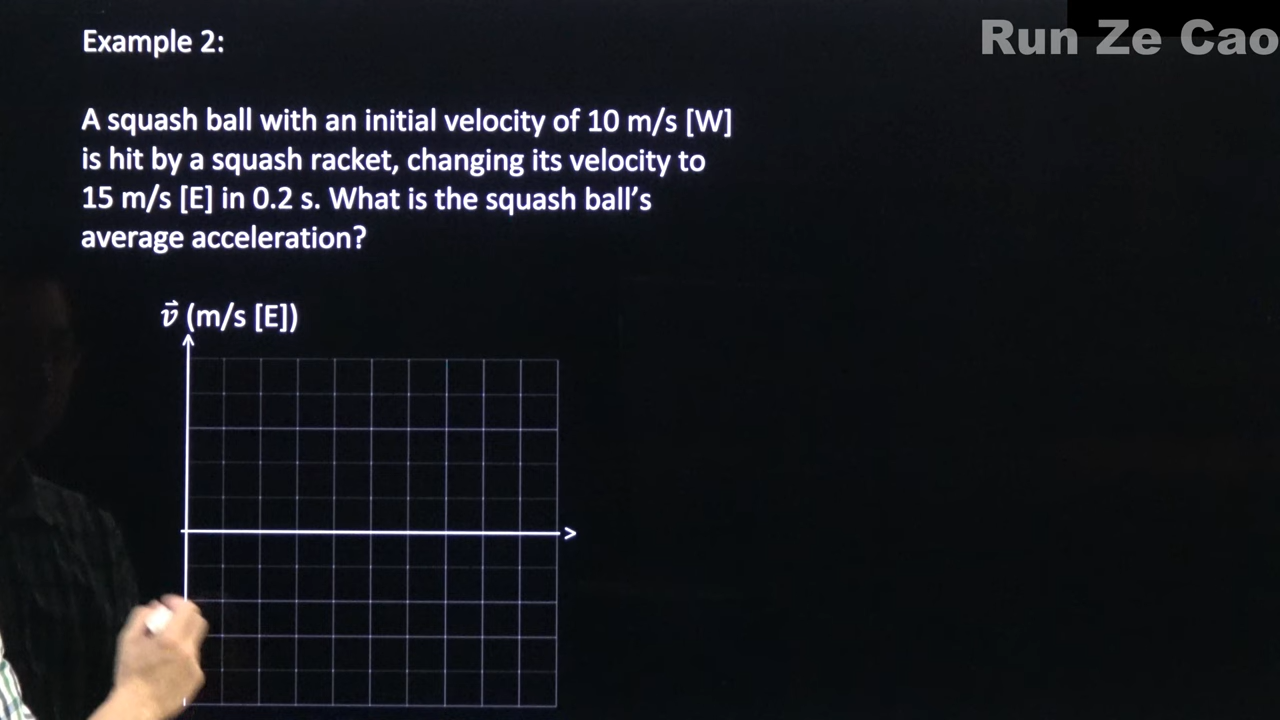 Run Ze Cao
Example 2:
A squash ball with an initial velocity of 10 m/s [W]
is hit by a squash racket, changing its velocity to
15 m/s [E] in 0.2 s. What is the squash ball’s
average acceleration?
v⃗ (m/s [E])